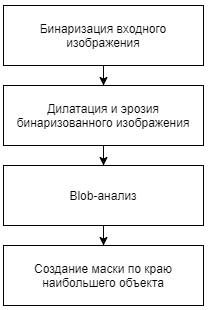 Бинаризация входного
изображения
Дилатация и эрозия
бинаризованного изображения
Blob-анализ
Создание маски по краю
наибольшего объекта